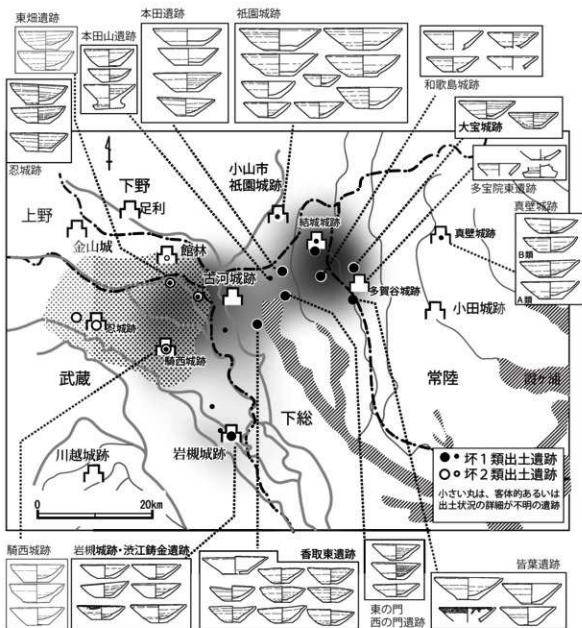 東畑遺跡
本田山遺跡
本田遺跡
祇園城跡
和歌島城跡
大宝城跡
多宝院東遺跡
真壁城跡
B類
A類
忍城跡
下野
足利
小山市
祇園城跡
上野
金山城
館林
結城城跡
真壁城跡
古河城跡
多賀谷城跡
小田城跡
忍城跡
騎西城跡
武蔵
常陸
霞ヶ浦
下総
川越城跡
岩槻城跡
0
20km
●•坏1類出土遺跡
○◦坏2類出土遺跡
小さい丸は、客体的あるいは
出土状況の詳細が不明の遺跡
騎西城跡
岩槻城跡・渋江鋳金遺跡
香取東遺跡
東の門
西の門遺跡
皆葉遺跡